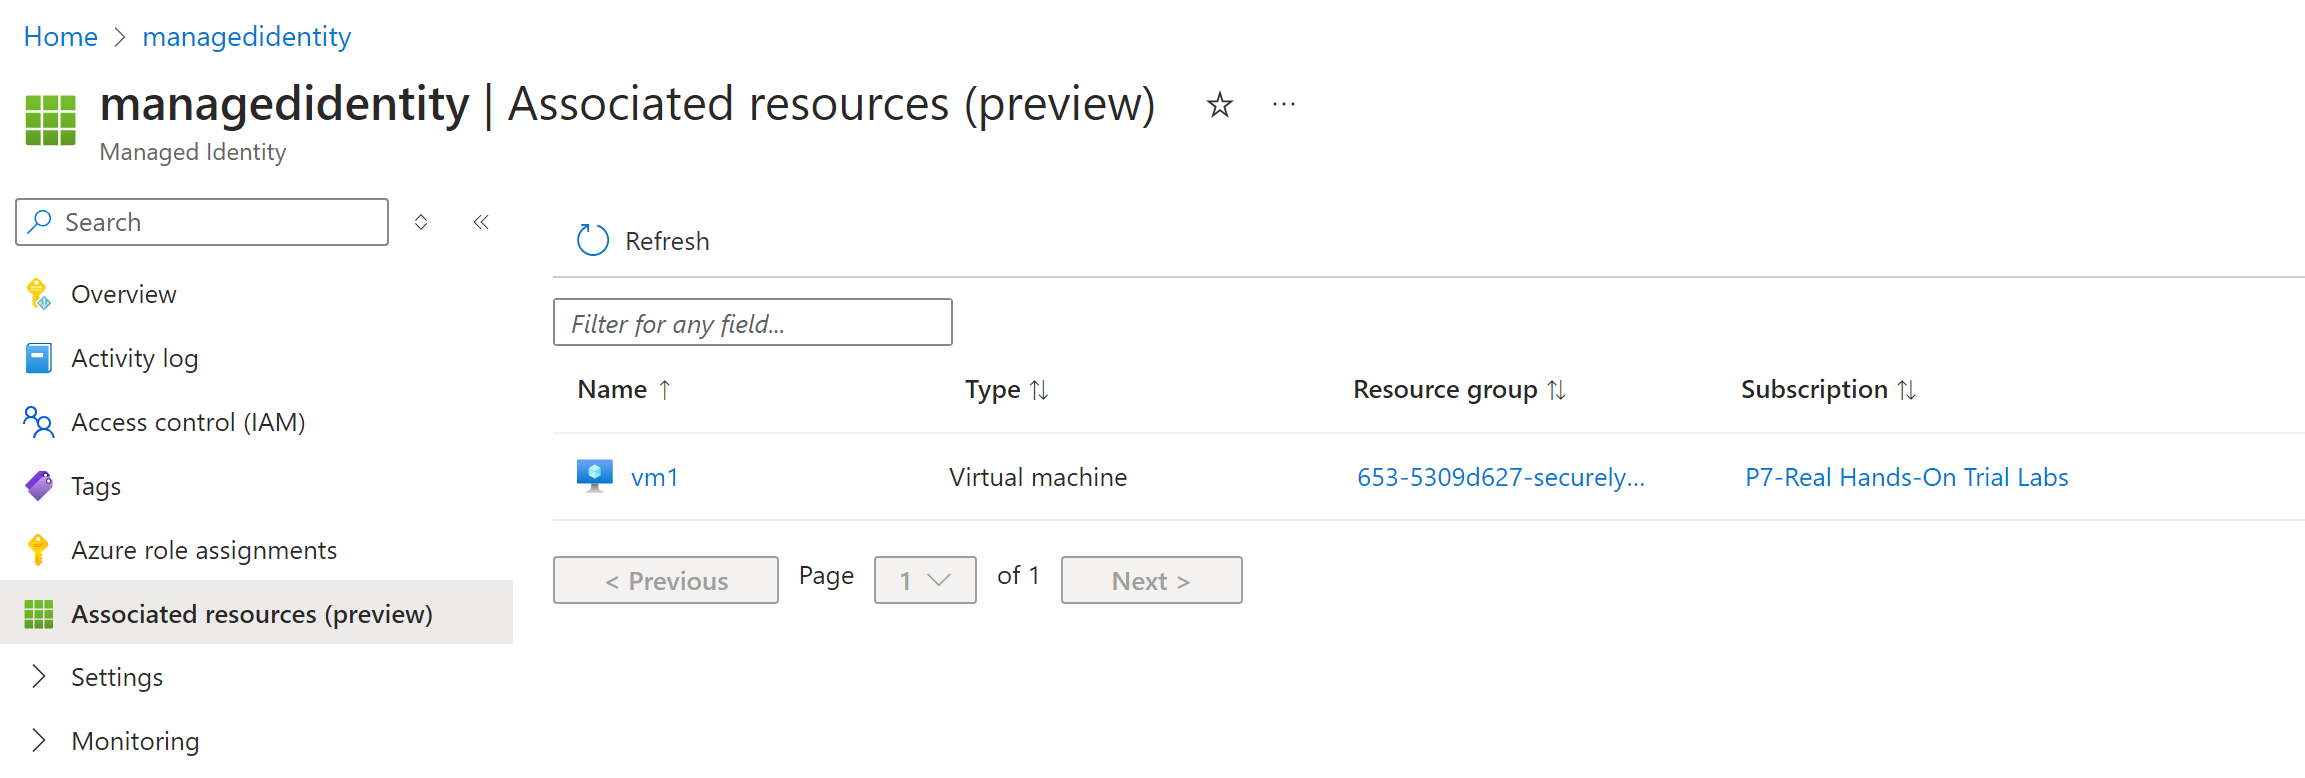 Home > managedidentity
managedidentity | Associated resources (preview)
Managed Identity
Search
Overview
Activity log
Access control (IAM)
Tags
Azure role assignments
Associated resources (preview)
Settings
Monitoring
Refresh
Filter for any field...
Name ↑ Type ↑↓ Resource group ↑↓ Subscription ↑↓
vm1 Virtual machine 653-5309d627-securely... P7-Real Hands-On Trial Labs
< Previous Page 1 of 1 Next >